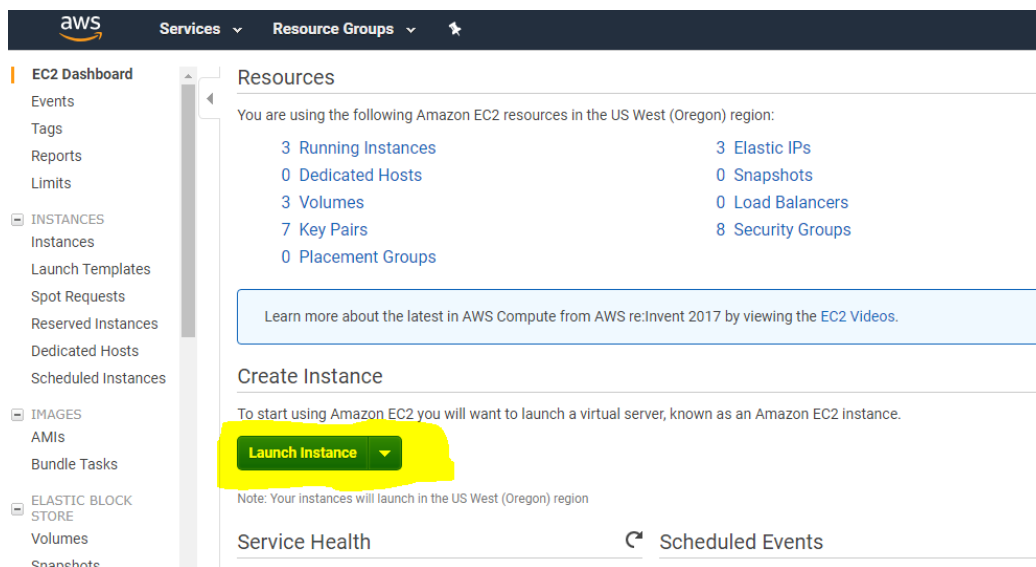 aws Services Resource Groups
EC2 Dashboard
Events
Tags
Reports
Limits
INSTANCES
Instances
Launch Templates
Spot Requests
Reserved Instances
Dedicated Hosts
Scheduled Instances
IMAGES
AMIs
Bundle Tasks
ELASTIC BLOCK
STORE
Volumes
Snapshots
Resources
You are using the following Amazon EC2 resources in the US West (Oregon) region:
3 Running Instances
0 Dedicated Hosts
3 Volumes
7 Key Pairs
0 Placement Groups
3 Elastic IPs
0 Snapshots
0 Load Balancers
8 Security Groups
Learn more about the latest in AWS Compute from AWS re:Invent 2017 by viewing the EC2 Videos.
Create Instance
To start using Amazon EC2 you will want to launch a virtual server, known as an Amazon EC2 instance.
Launch Instance
Note: Your instances will launch in the US West (Oregon) region
Service Health
Scheduled Events